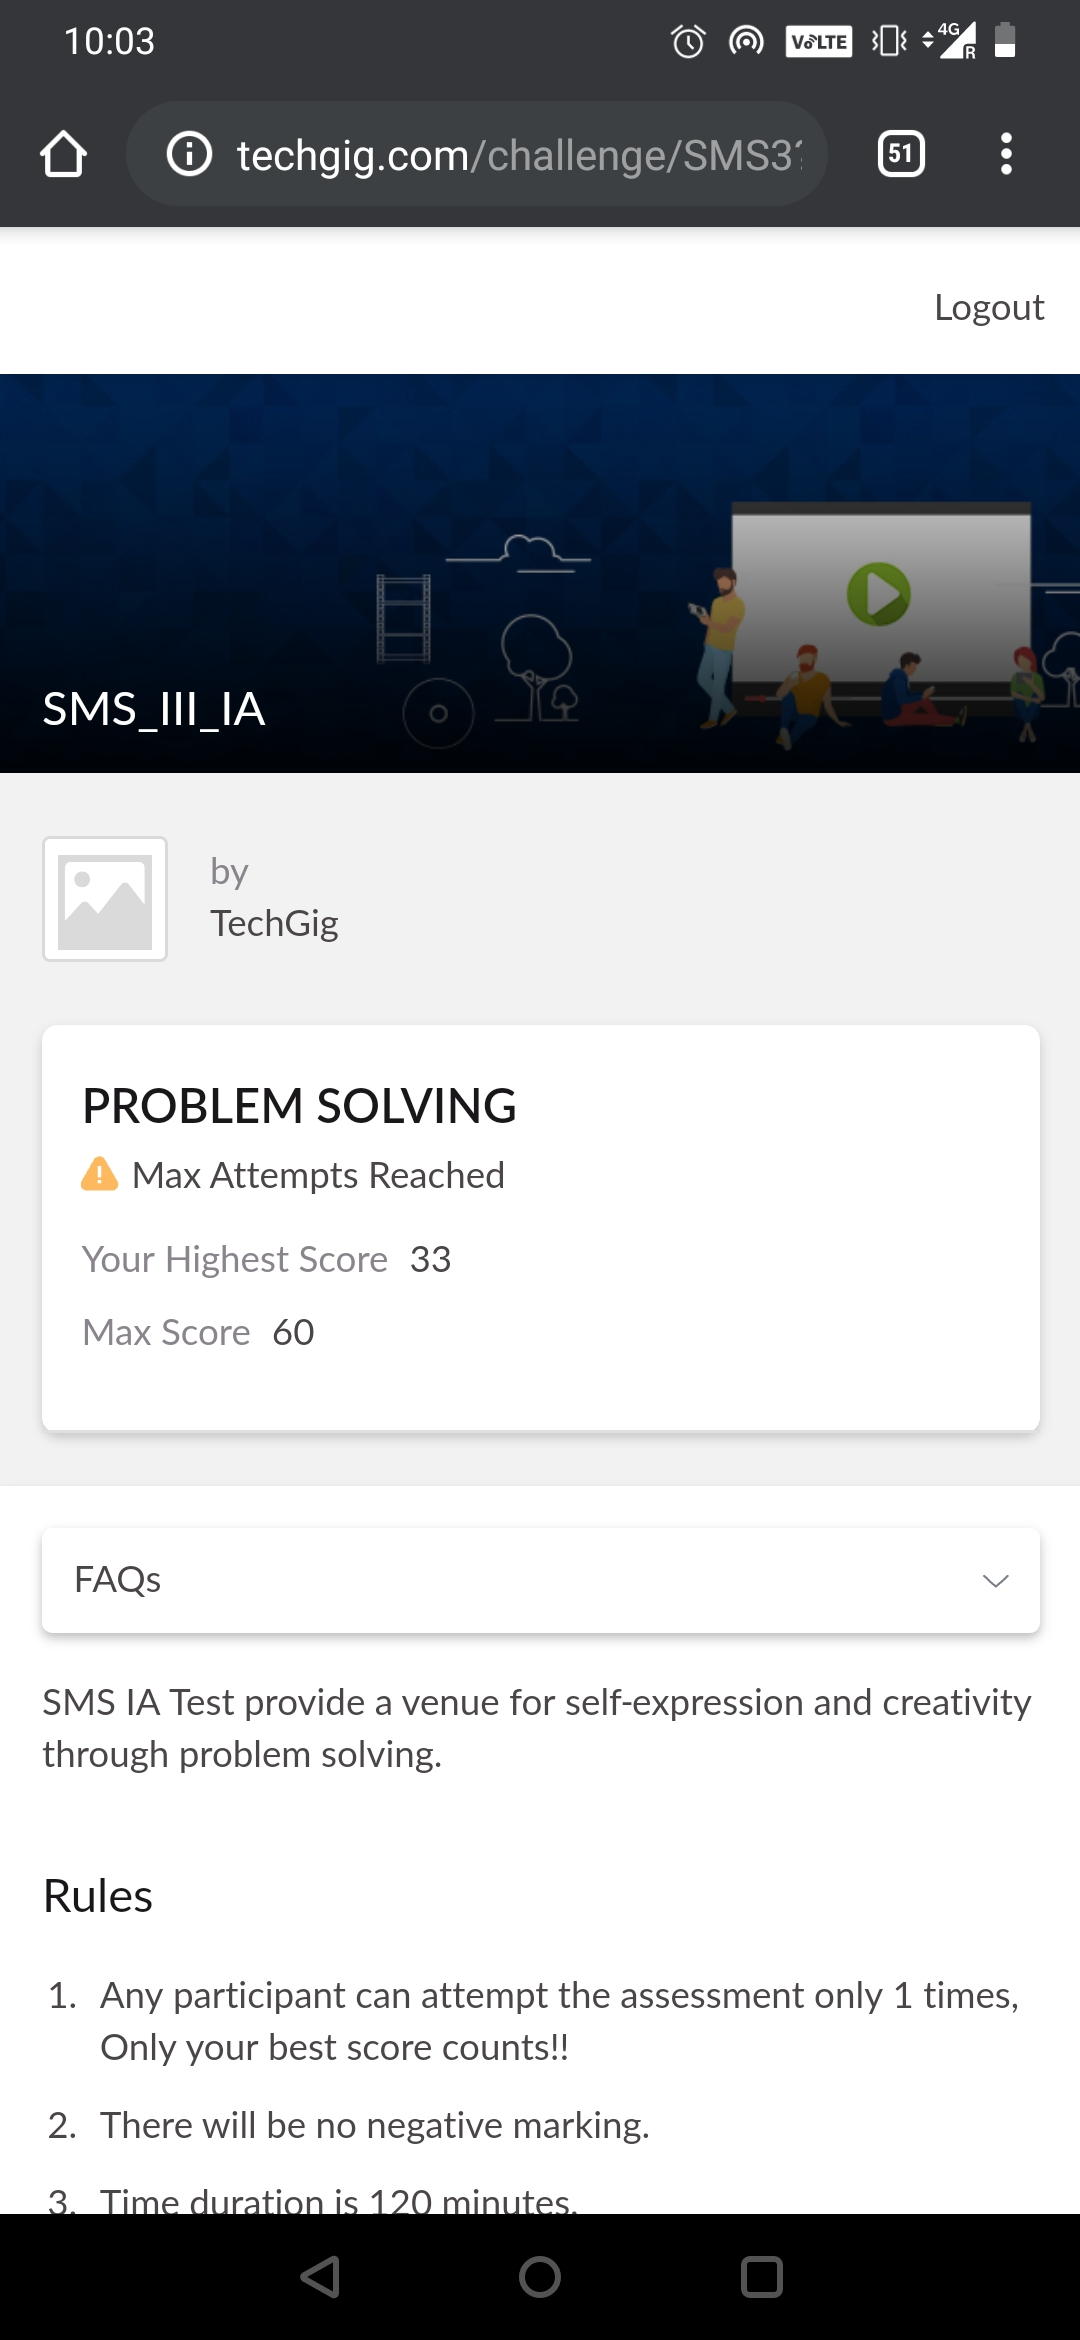 10:03
VoLTE
4G
R
techgig.com/challenge/SMS3
51
Logout
SMS_III_IA
by
TechGig
PROBLEM SOLVING
Max Attempts Reached
Your Highest Score 33
Max Score 60
FAQs
SMS IA Test provide a venue for self-expression and creativity
through problem solving.
Rules
1. Any participant can attempt the assessment only 1 times,
Only your best score counts!!
2. There will be no negative marking.
3. Time duration is 120 minutes.